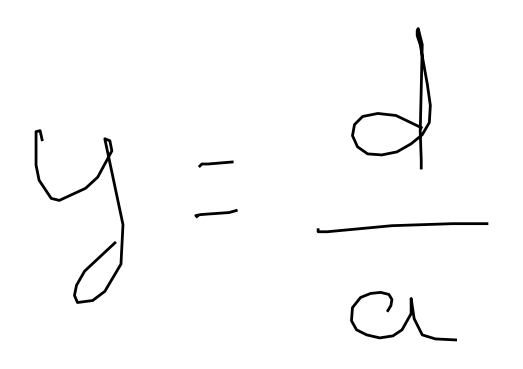 y = d/a